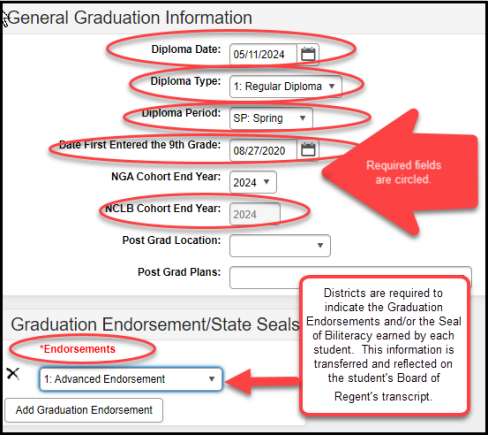 General Graduation Information
Diploma Date: 05/11/2024
Diploma Type: 1: Regular Diploma
Diploma Period: SP: Spring
Date First Entered the 9th Grade: 08/27/2020
NGA Cohort End Year: 2024
NCLB Cohort End Year: 2024
Post Grad Location:
Post Grad Plans:
Required fields
are circled.
Graduation Endorsement/State Seals
*Endorsements
X 1: Advanced Endorsement
Add Graduation Endorsement
Districts are required to
indicate the Graduation
Endorsements and/or the Seal
of Biliteracy earned by each
student. This information is
transferred and reflected on
the student's Board of
Regent's transcript.